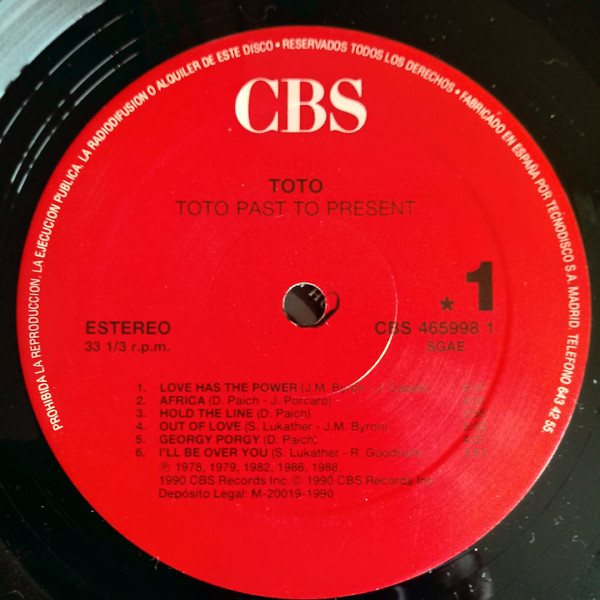 PROHIBIDA LA REPRODUCCION. LA EJECUCION PUBLICA. LA RADIODIFUSION O ALQUILER DE ESTE DISCO • RESERVADOS TODOS LOS DERECHOS • FABRICADO EN ESPAÑA POR TECNODISCO S.A. MADRID. TELEFONO 643 42 55.
CBS
TOTO
TOTO PAST TO PRESENT
★ 1
ESTEREO CBS 465998 1
33 1/3 r.p.m. SGAE
1. LOVE HAS THE POWER (J.M.
2. AFRICA (D. Paich - J. Porcaro) -
3. HOLD THE LINE (D. Paich)
4. OUT OF LOVE (S. Lukather - J.M. Byron)
5. GEORGY PORGY (D. Paich)
6. I'LL BE OVER YOU (S. Lukather - R.
℗ 1978, 1979, 1982, 1986, 1988,
1990 CBS Records Inc. © 1990 CBS Records Inc
Depósito Legal: M-20019-1990